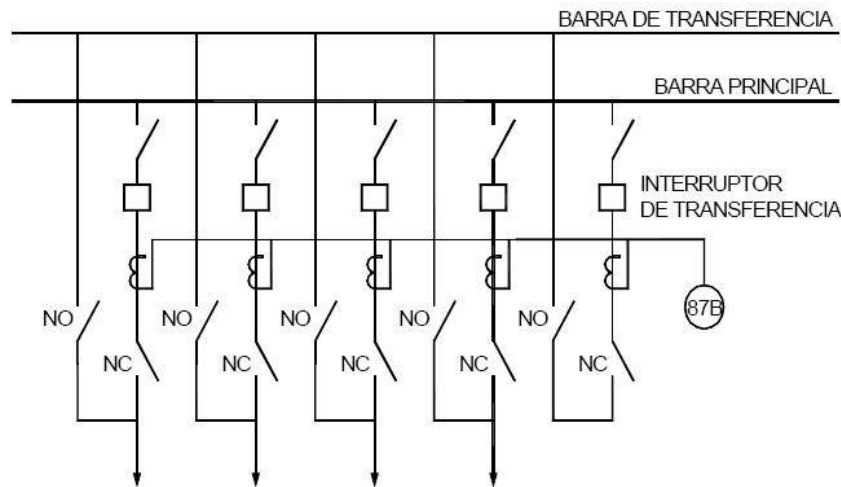 BARRA DE TRANSFERENCIA
BARRA PRINCIPAL
INTERRUPTOR
DE TRANSFERENCIA
87B
NO
NO
NO
NO
NO
NC
NC
NC
NC
NC